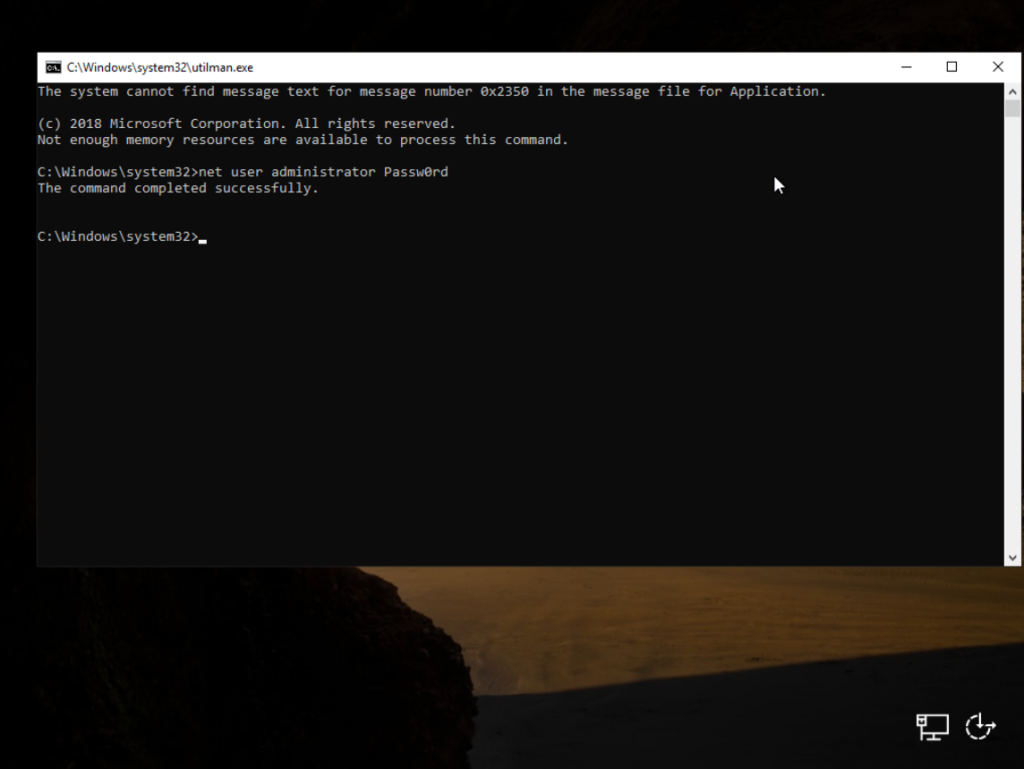 C:\Windows\system32\utilman.exe
The system cannot find message text for message number 0x2350 in the message file for Application.
(c) 2018 Microsoft Corporation. All rights reserved.
Not enough memory resources are available to process this command.
C:\Windows\system32>net user administrator Passw0rd
The command completed successfully.
C:\Windows\system32>